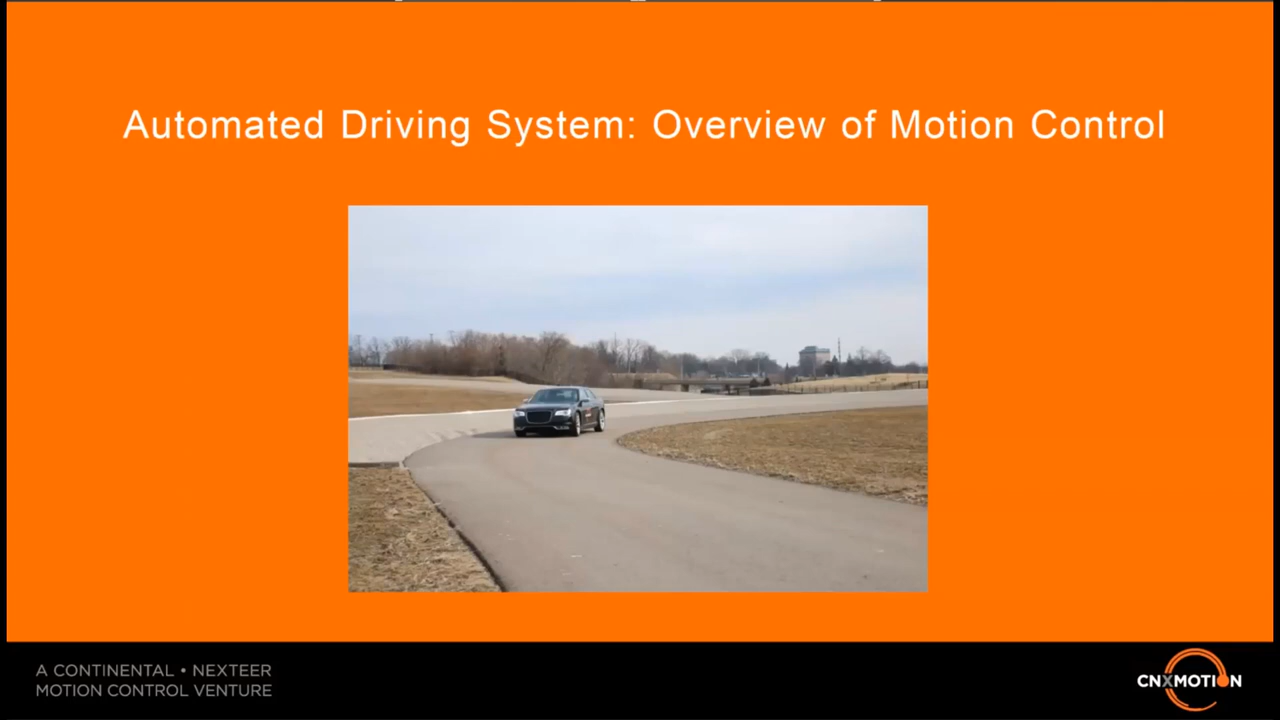 Automated Driving System: Overview of Motion Control
A CONTINENTAL • NEXTEER
MOTION CONTROL VENTURE
CNXMOTION